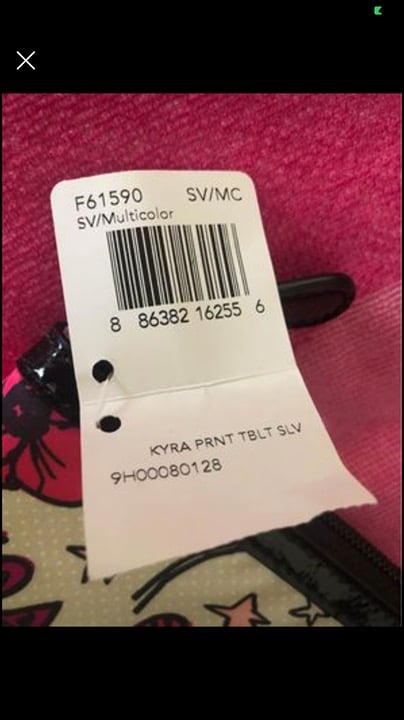 F61590 SV/MC
SV/Multicolor
8 86382 16255 6
KYRA PRNT TBLT SLV
9H00080128